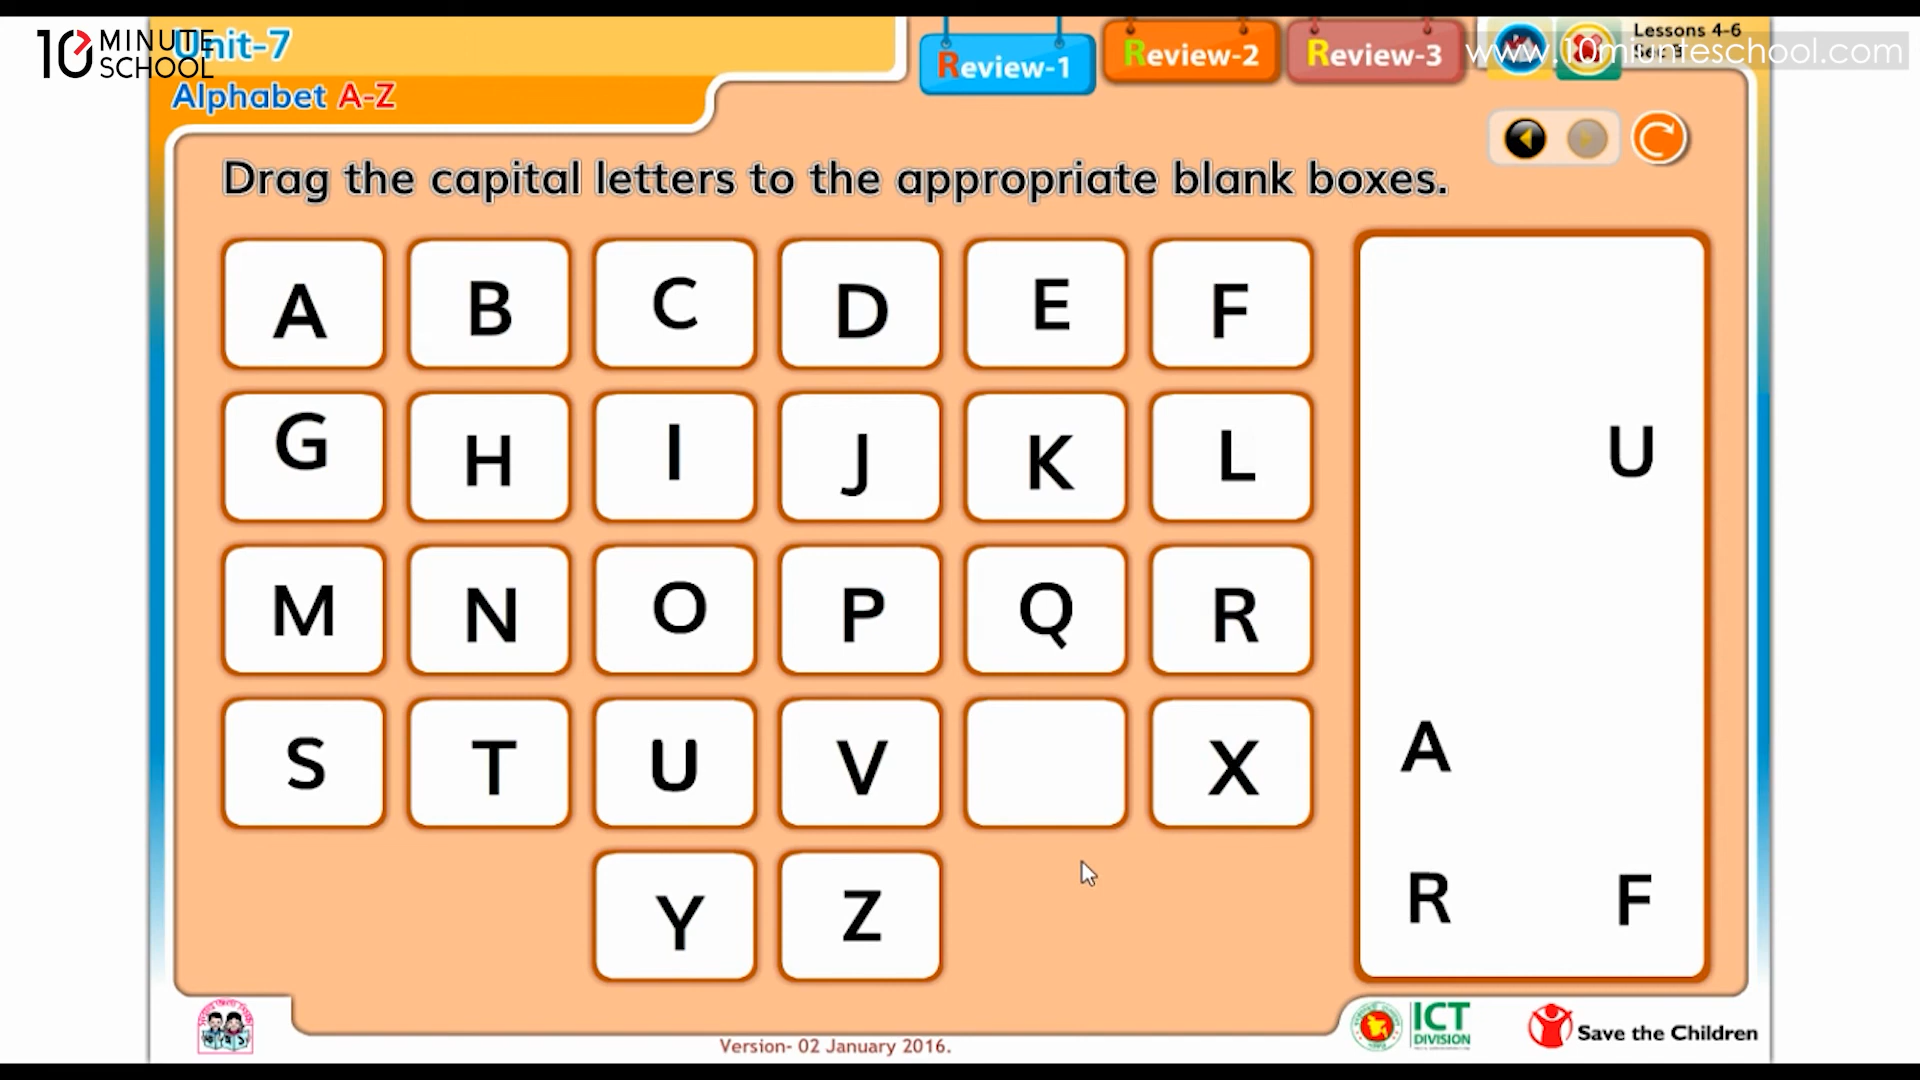 10 MINUTE SCHOOL
Unit-7
Alphabet A-Z
Review-1
Review-2
Review-3
Lessons 4-6
www.10miunteschool.com
Drag the capital letters to the appropriate blank boxes.
A B C D E F
G H I J K L
M N O P Q R
S T U V X
Y Z
U
A
R F
Version- 02 January 2016.
ICT
DIVISION
Save the Children